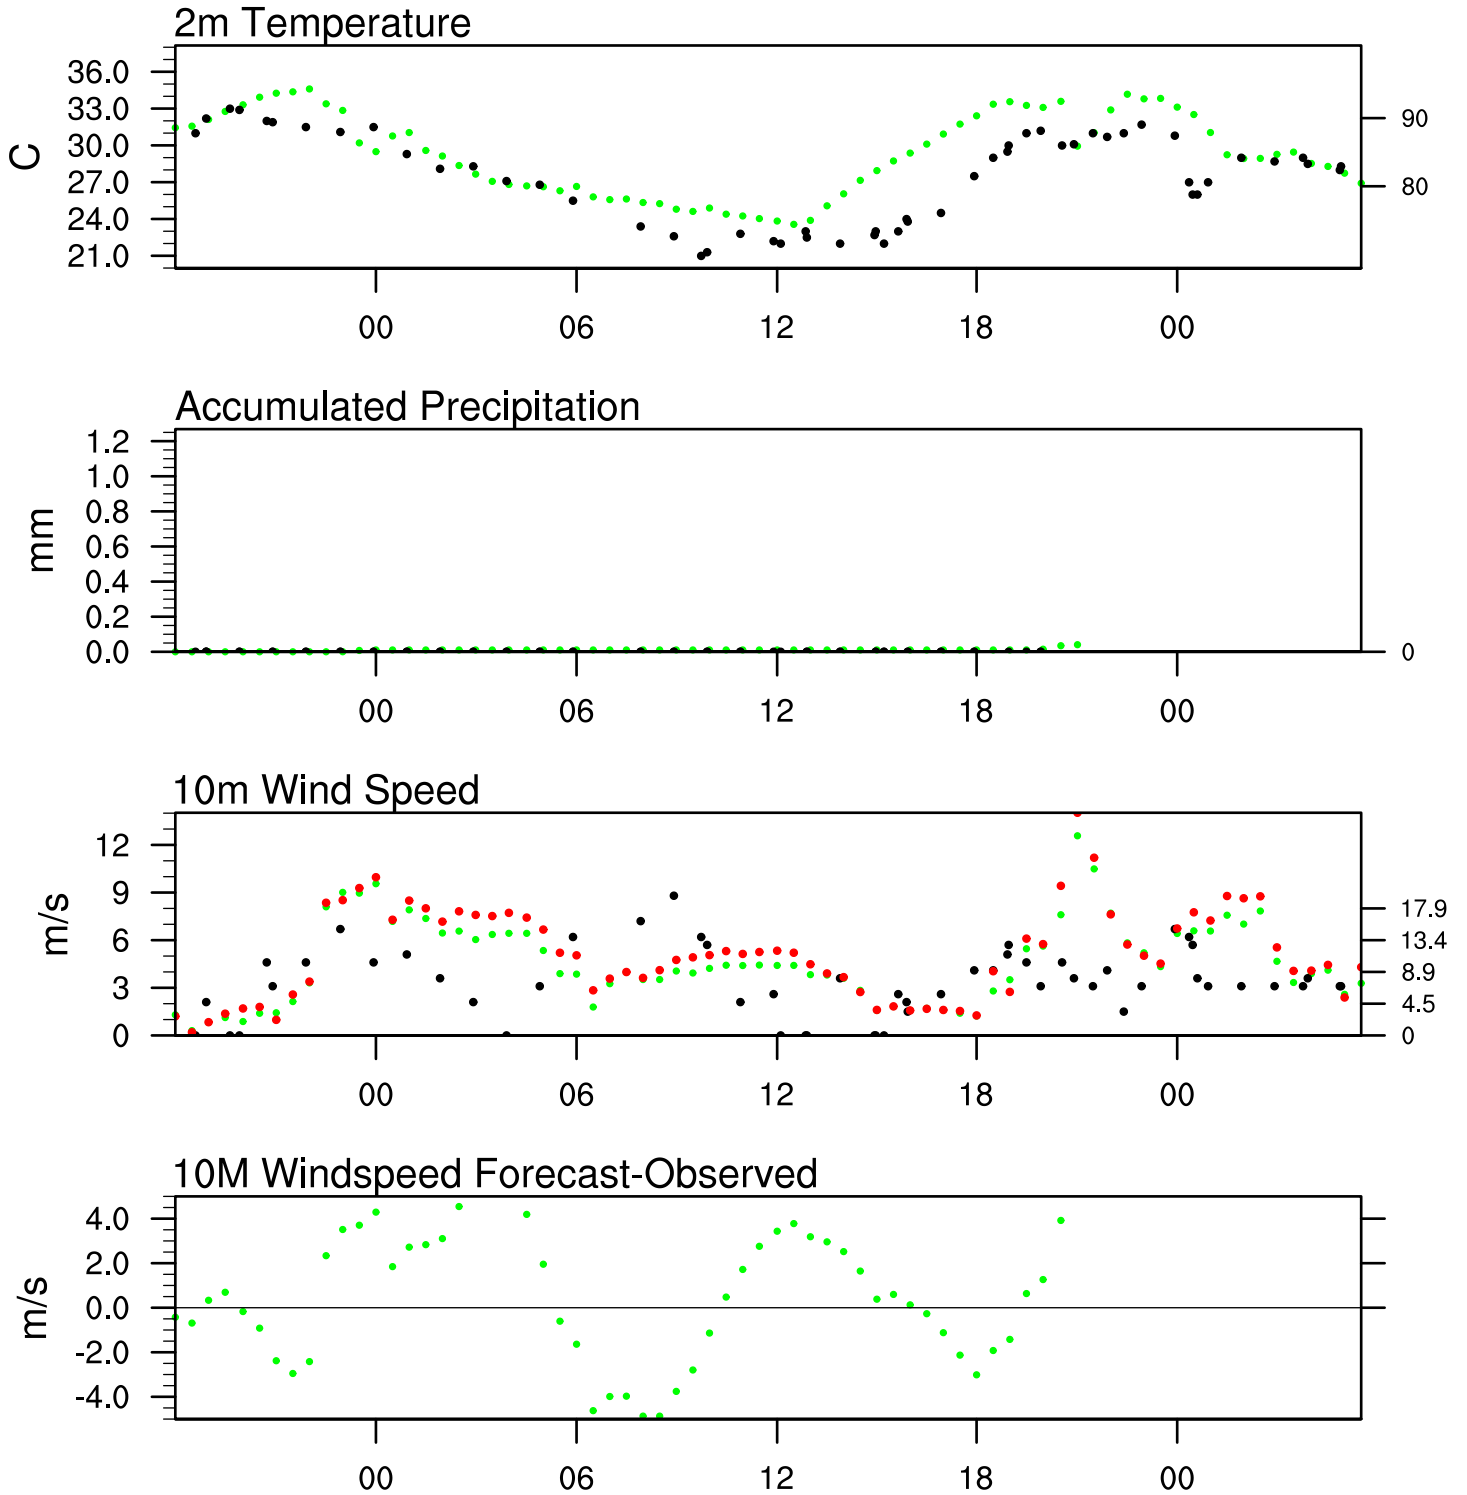 2m Temperature
36.0
33.0
30.0
27.0
24.0
21.0
C
90
80
00 06 12 18 00
Accumulated Precipitation
1.2
1.0
0.8
0.6
0.4
0.2
0.0
mm
0
00 06 12 18 00
10m Wind Speed
12
9
6
3
0
m/s
17.9
13.4
8.9
4.5
0
00 06 12 18 00
10M Windspeed Forecast-Observed
4.0
2.0
0.0
-2.0
-4.0
m/s
00 06 12 18 00